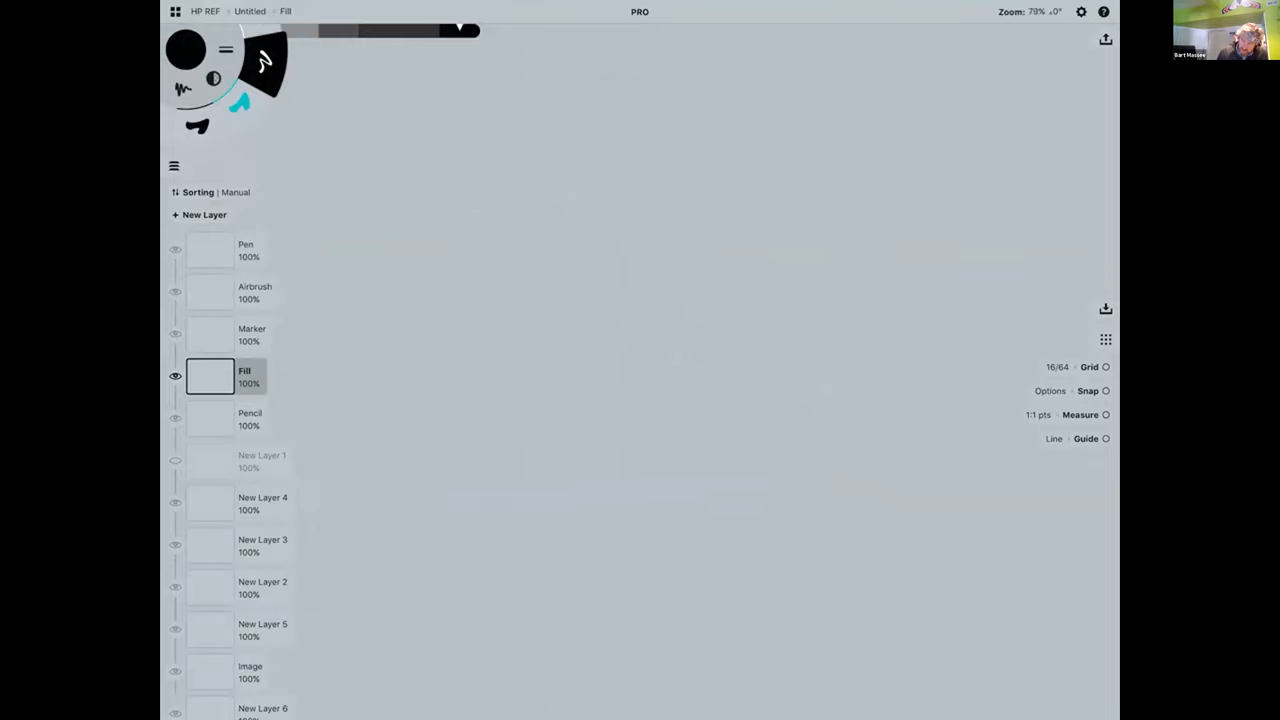 HP REF Untitled Fill
PRO
Zoom: 79% ⊿0°
?
Bart Massee
Sorting | Manual
+ New Layer
Pen
100%
Airbrush
100%
Marker
100%
Fill
100%
Pencil
100%
New Layer 1
100%
New Layer 4
100%
New Layer 3
100%
New Layer 2
100%
New Layer 5
100%
Image
100%
New Layer 6
16/64 Grid
Options Snap
1:1 pts Measure
Line Guide